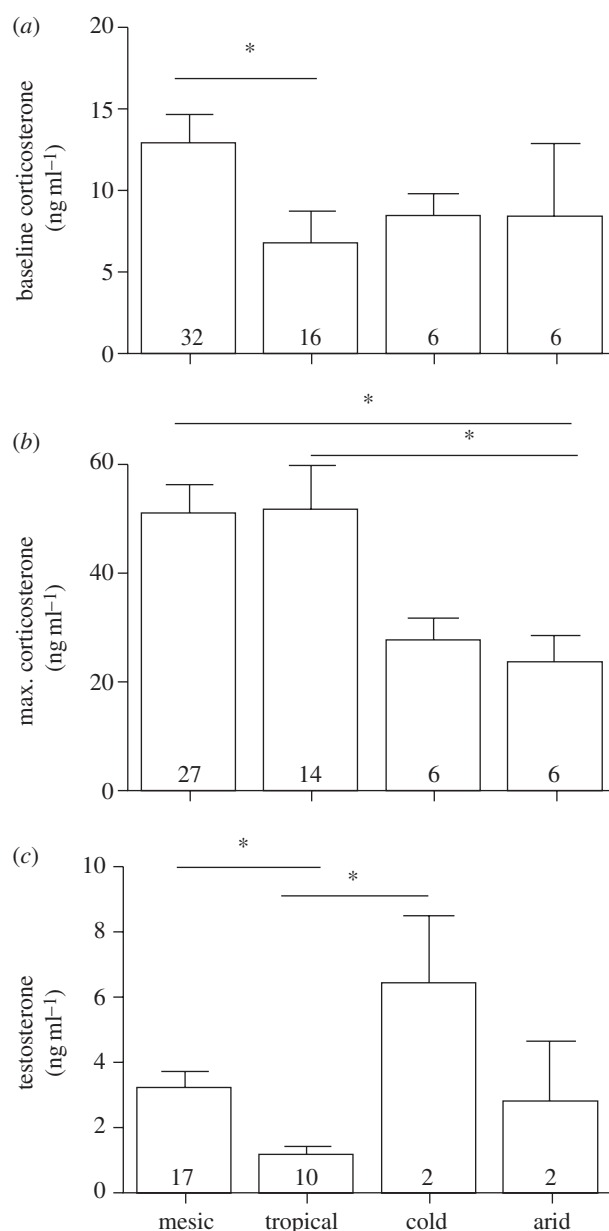 (a)
20
*
15
10
5
0
baseline corticosterone
(ng ml–1)
32 16 6 6
*
(b)
*
60
40
20
0
max. corticosterone
(ng ml–1)
27 14 6 6
(c)
10
*
*
8
6
4
2
0
testosterone
(ng ml–1)
17 10 2 2
mesic tropical cold arid